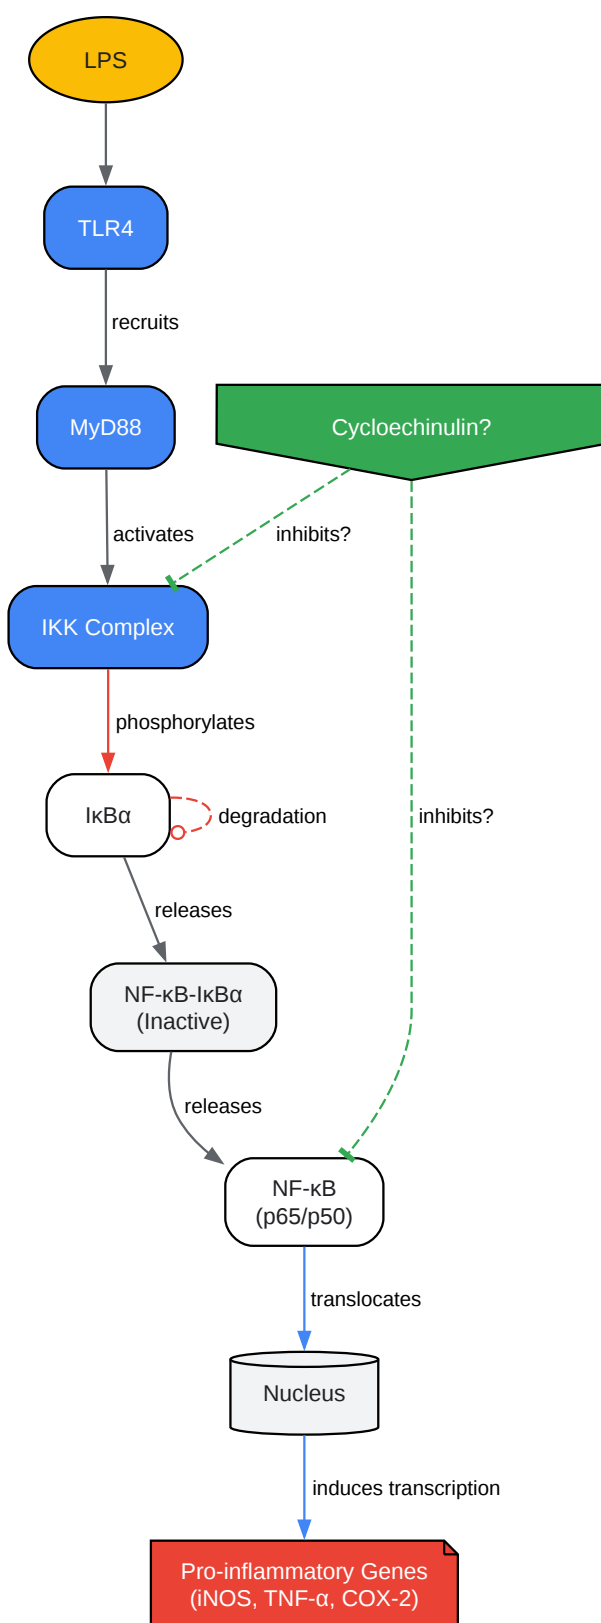 LPS
TLR4
recruits
MyD88
Cycloechinulin?
activates
inhibits?
IKK Complex
phosphorylates
IκBα
degradation
inhibits?
releases
NF-κB-IκBα
(Inactive)
releases
NF-κB
(p65/p50)
translocates
Nucleus
induces transcription
Pro-inflammatory Genes
(iNOS, TNF-α, COX-2)